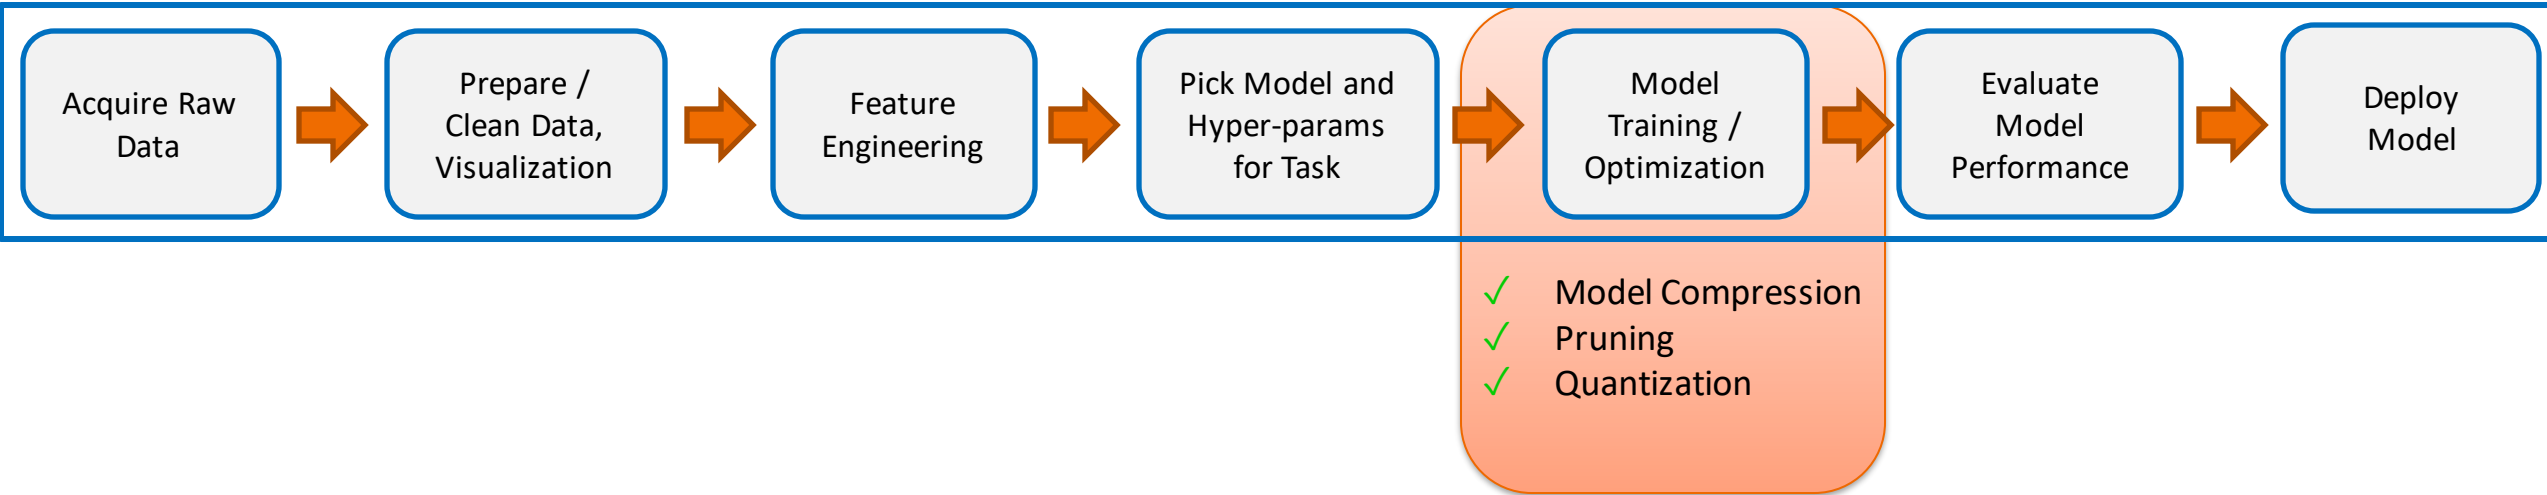 Acquire Raw
Data
Prepare /
Clean Data,
Visualization
Feature
Engineering
Pick Model and
Hyper-params
for Task
Model
Training /
Optimization
Evaluate
Model
Performance
Deploy
Model
✓ Model Compression
✓ Pruning
✓ Quantization